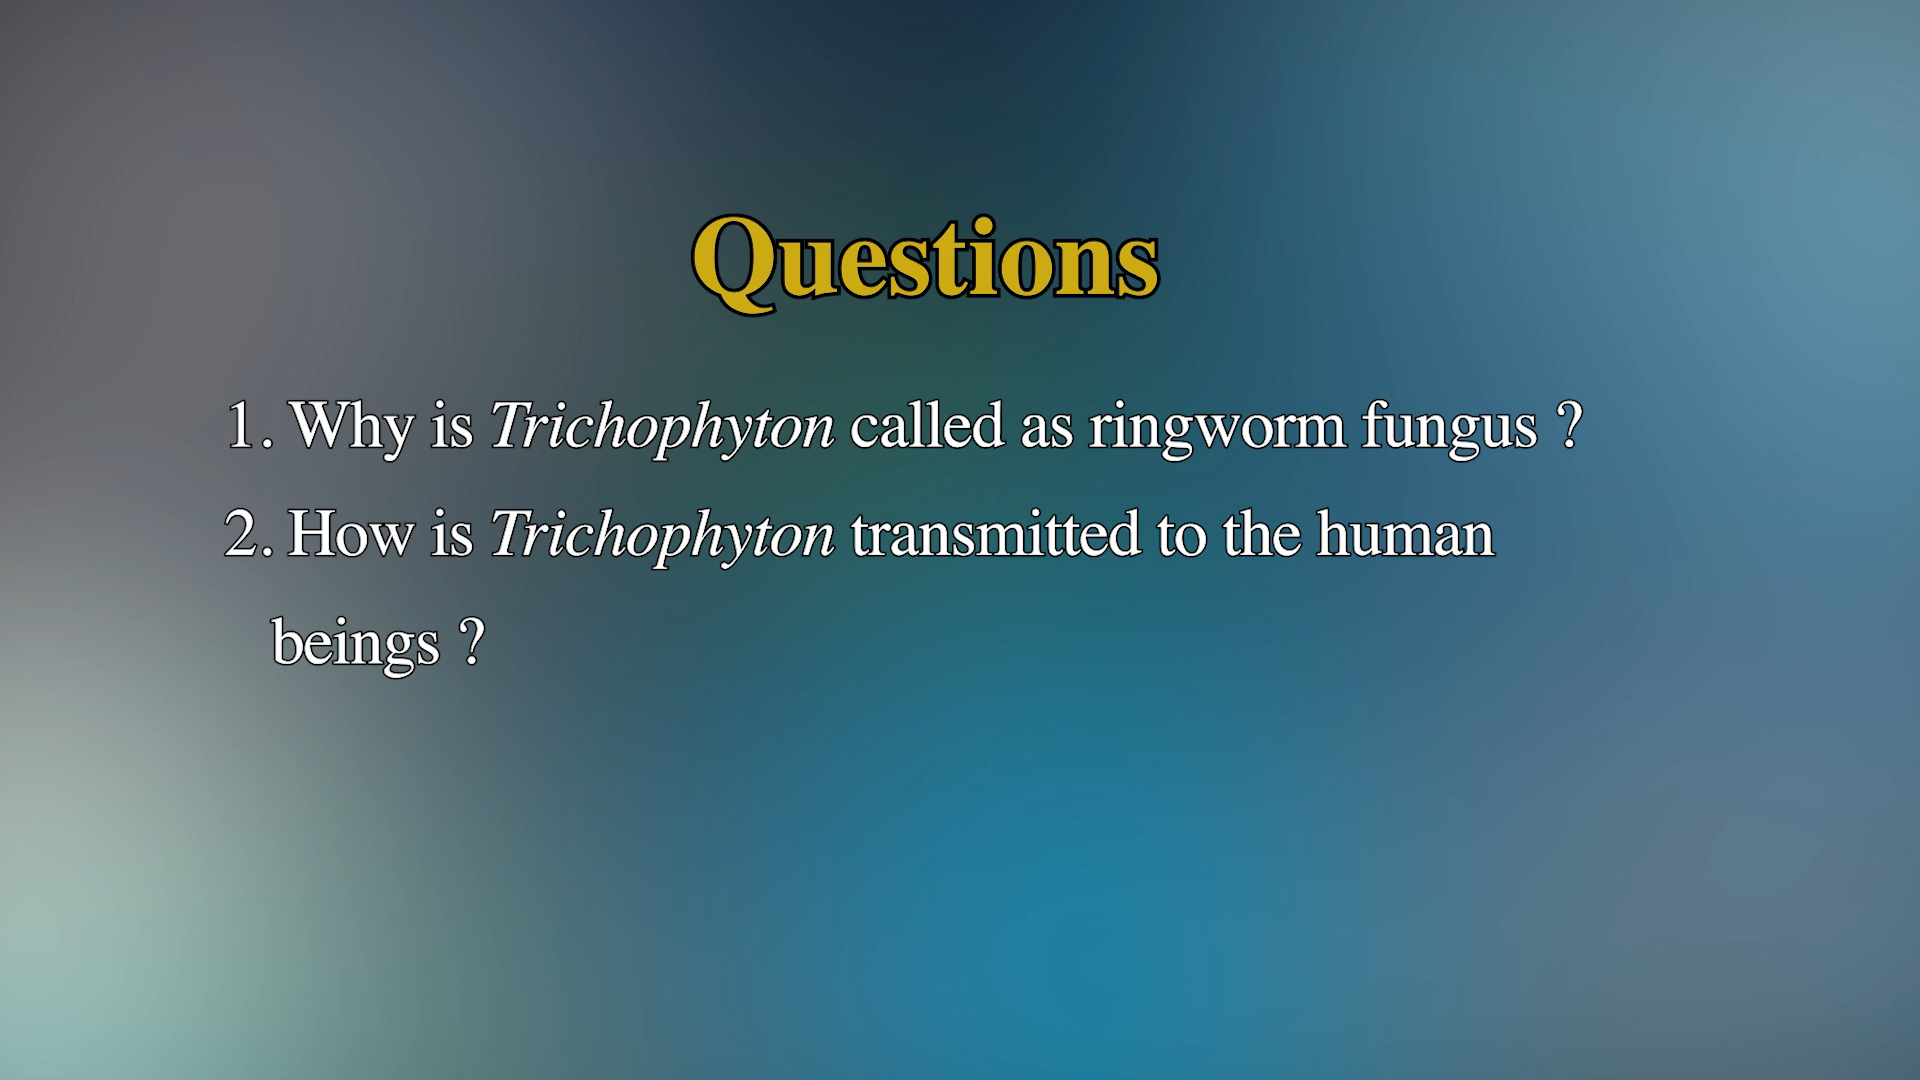 Questions
1. Why is Trichophyton called as ringworm fungus ?
2. How is Trichophyton transmitted to the human
beings ?